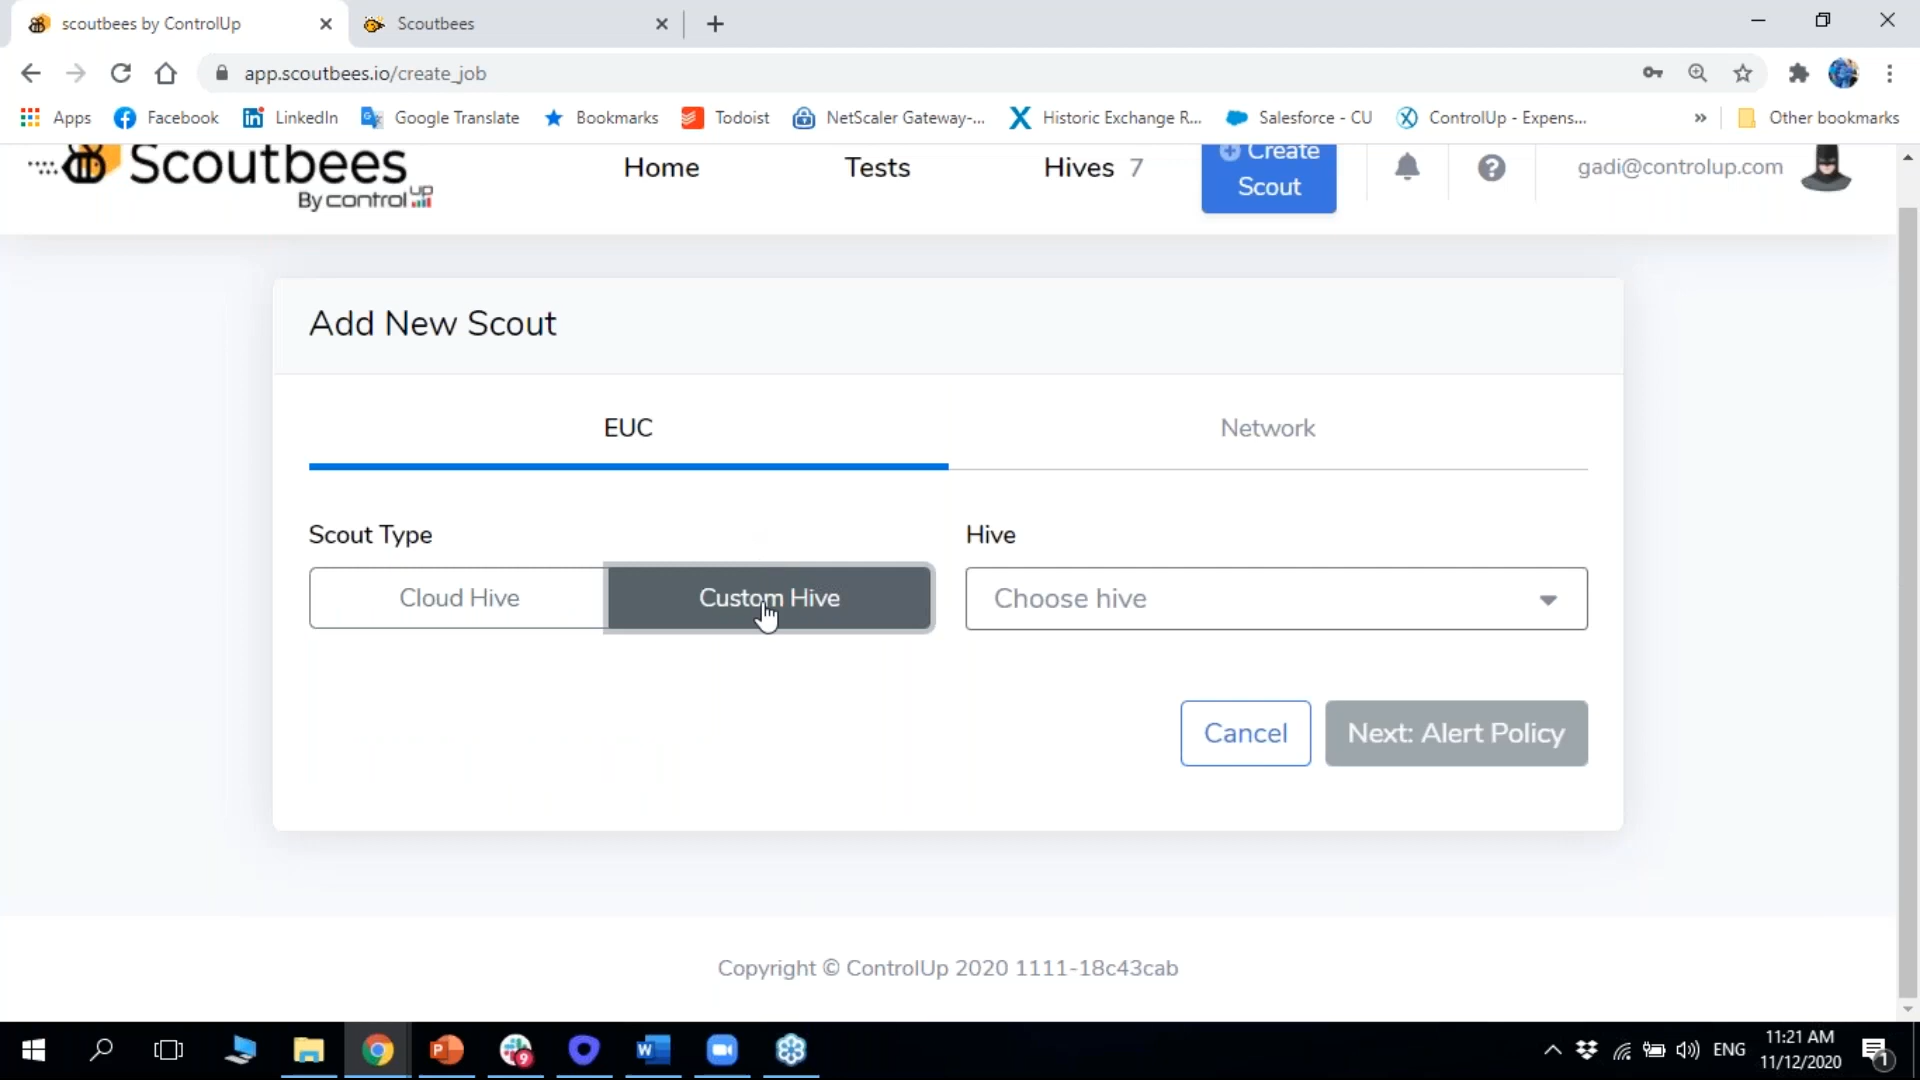 scoutbees by ControlUp
Scoutbees
app.scoutbees.io/create_job
Apps Facebook LinkedIn Google Translate Bookmarks Todoist NetScaler Gateway-... Historic Exchange R... Salesforce - CU ControlUp - Expens... » Other bookmarks
Scoutbees
By control up
Home Tests Hives 7
Create
Scout
gadi@controlup.com
Add New Scout
EUC Network
Scout Type Hive
Cloud Hive Custom Hive Choose hive
Cancel Next: Alert Policy
Copyright © ControlUp 2020 1111-18c43cab
9
ENG
11:21 AM
11/12/2020
1